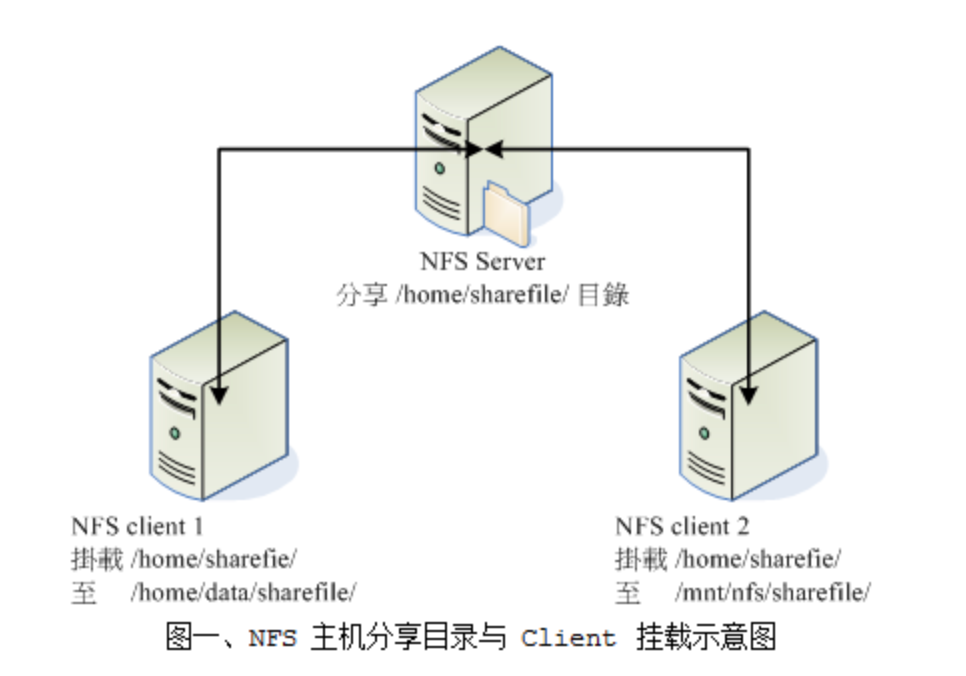 NFS Server
分享 /home/sharefile/ 目錄
NFS client 1
掛載 /home/sharefie/
至 /home/data/sharefile/
NFS client 2
掛載 /home/sharefie/
至 /mnt/nfs/sharefile/
图一、NFS 主机分享目录与 Client 挂载示意图